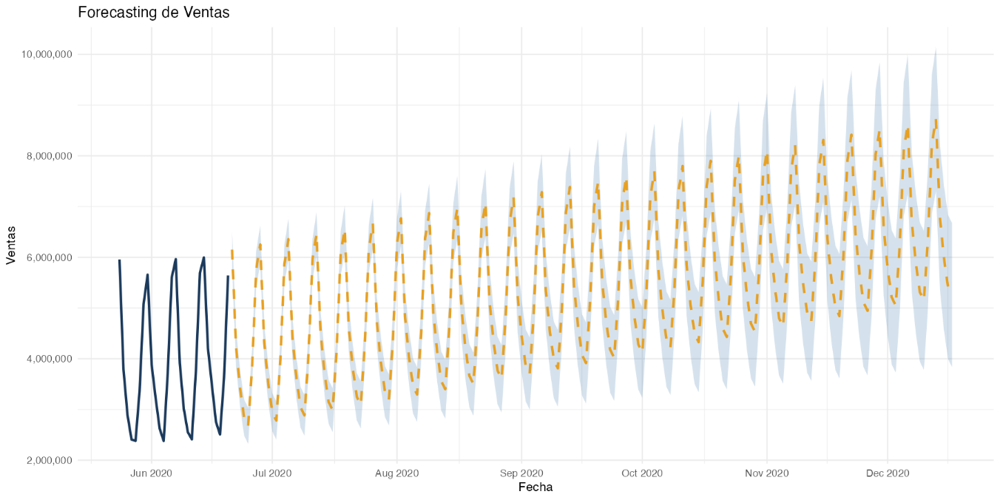 Forecasting de Ventas
Ventas
10,000,000
8,000,000
6,000,000
4,000,000
2,000,000
Jun 2020
Jul 2020
Aug 2020
Sep 2020
Oct 2020
Nov 2020
Dec 2020
Fecha